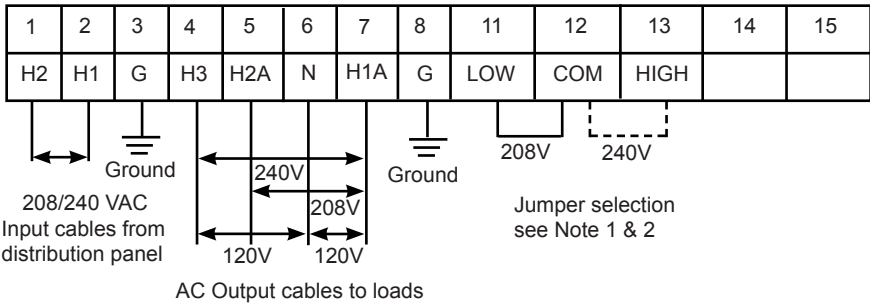 1 2 3 4 5 6 7 8 11 12 13 14 15
H2 H1 G H3 H2A N H1A G LOW COM HIGH
208V 240V
Ground 240V Ground
208/240 VAC
Input cables from
distribution panel
208V
120V 120V
Jumper selection
see Note 1 & 2
AC Output cables to loads